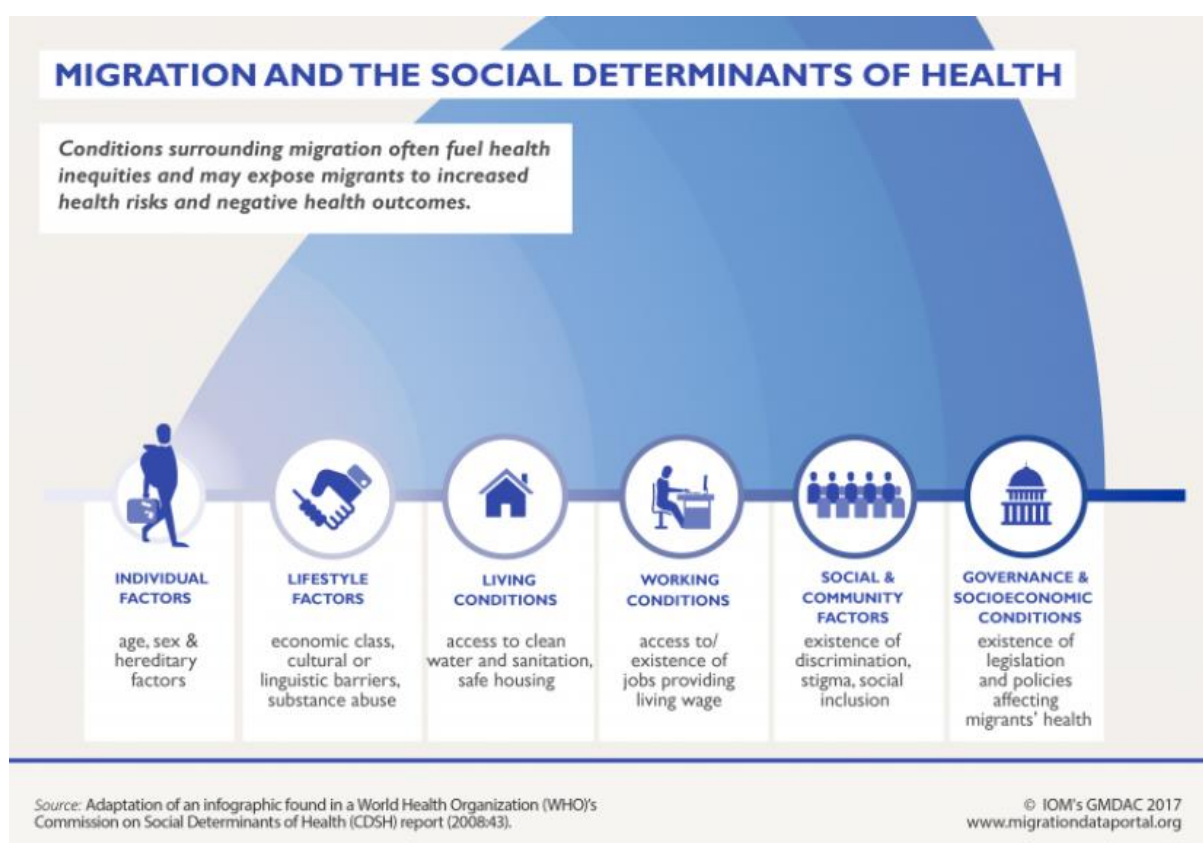 MIGRATION AND THE SOCIAL DETERMINANTS OF HEALTH
Conditions surrounding migration often fuel health
inequities and may expose migrants to increased
health risks and negative health outcomes.
INDIVIDUAL
FACTORS
age, sex &
hereditary
factors
LIFESTYLE
FACTORS
economic class,
cultural or
linguistic barriers,
substance abuse
LIVING
CONDITIONS
access to clean
water and sanitation,
safe housing
WORKING
CONDITIONS
access to/
existence of
jobs providing
living wage
SOCIAL &
COMMUNITY
FACTORS
existence of
discrimination,
stigma, social
inclusion
GOVERNANCE &
SOCIOECONOMIC
CONDITIONS
existence of
legislation
and policies
affecting
migrants' health
Source: Adaptation of an infographic found in a World Health Organization (WHO)'s
Commission on Social Determinants of Health (CDSH) report (2008:43).
© IOM's GMDAC 2017
www.migrationdataportal.org